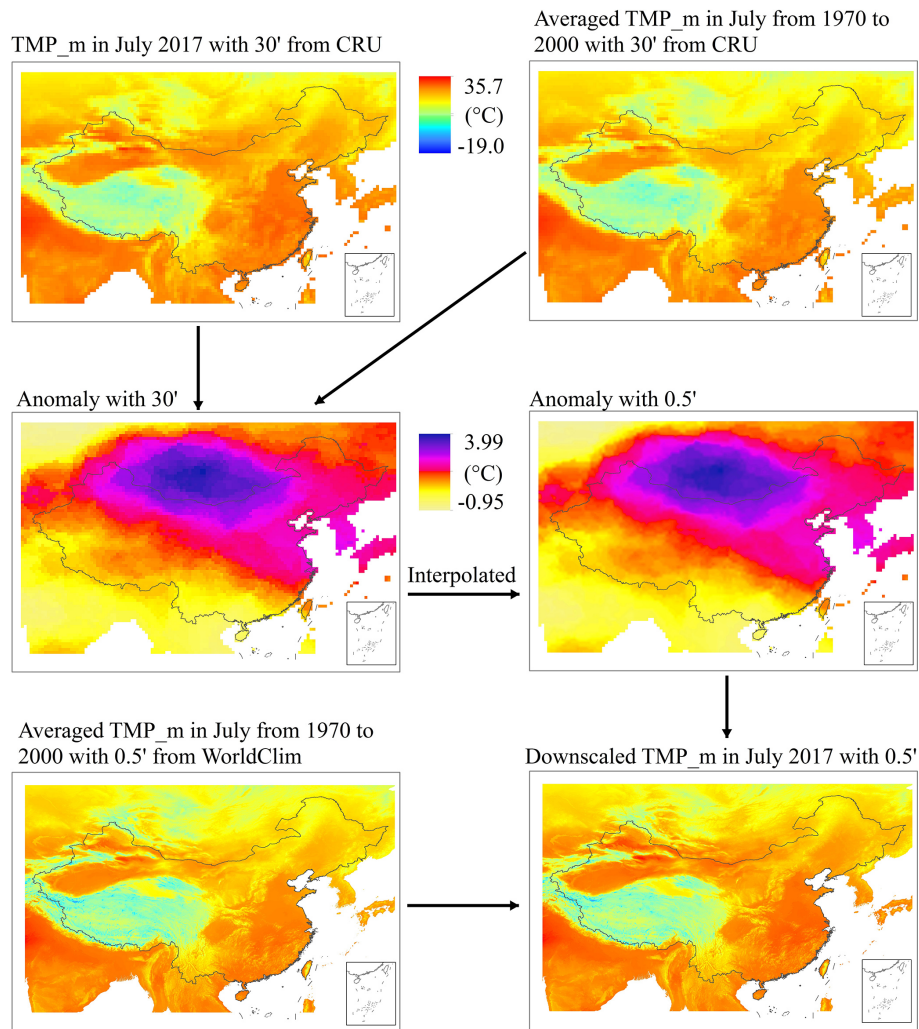 TMP_m in July 2017 with 30' from CRU
Averaged TMP_m in July from 1970 to
2000 with 30' from CRU
35.7
(°C)
-19.0
Anomaly with 30'
Anomaly with 0.5'
3.99
(°C)
-0.95
Interpolated
Averaged TMP_m in July from 1970 to
2000 with 0.5' from WorldClim
Downscaled TMP_m in July 2017 with 0.5'